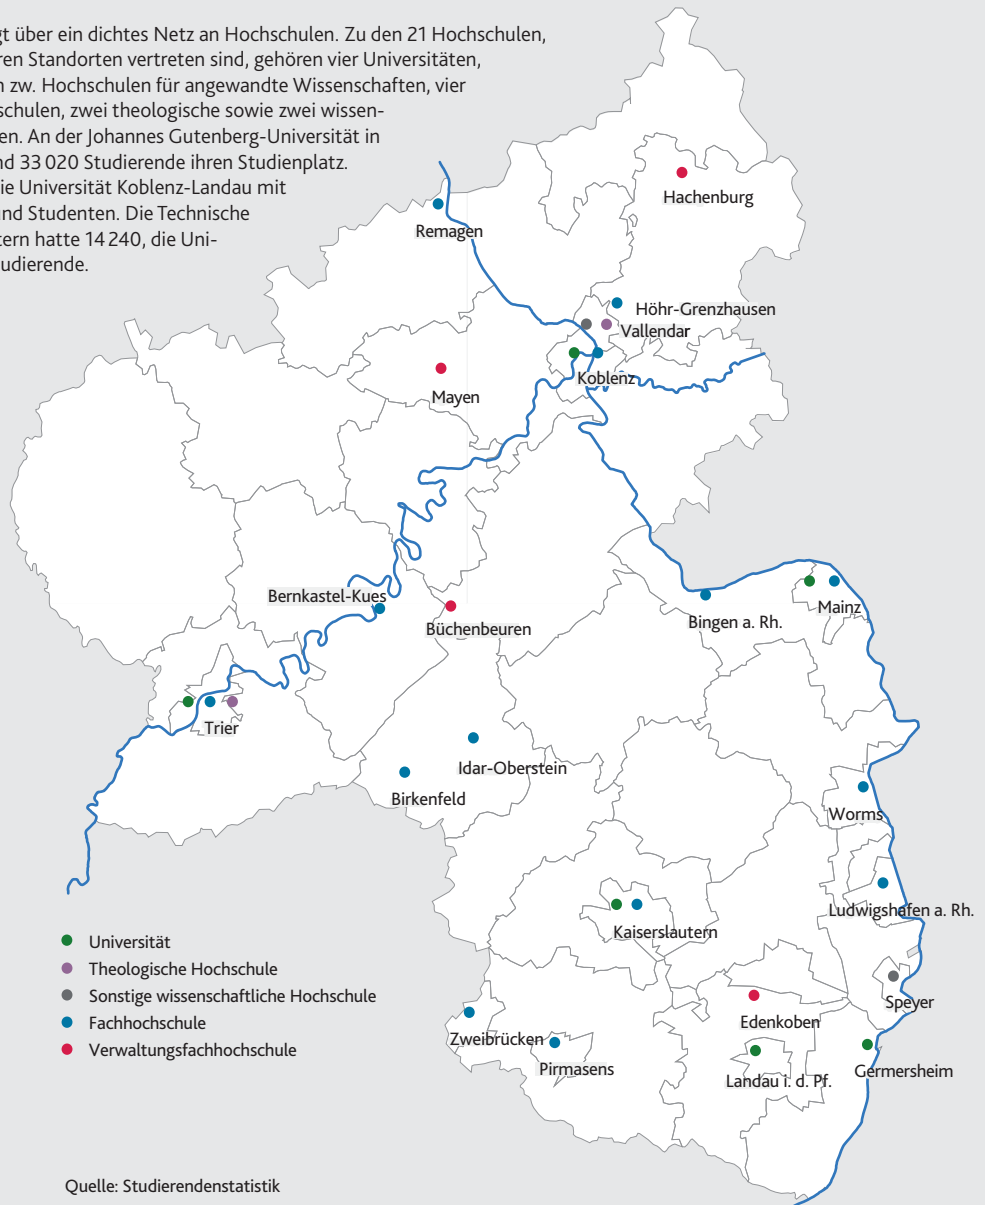 gt über ein dichtes Netz an Hochschulen. Zu den 21 Hochschulen,
ren Standorten vertreten sind, gehören vier Universitäten,
n zw. Hochschulen für angewandte Wissenschaften, vier
schulen, zwei theologische sowie zwei wissen-
en. An der Johannes Gutenberg-Universität in
nd 33 020 Studierende ihren Studienplatz.
ie Universität Koblenz-Landau mit
und Studenten. Die Technische
tern hatte 14 240, die Uni-
udierende.
Hachenburg
Remagen
Höhr-Grenzhausen
Vallendar
Koblenz
Mayen
Bernkastel-Kues
Büchenbeuren
Bingen a. Rh.
Mainz
Trier
Idar-Oberstein
Birkenfeld
Worms
Ludwigshafen a. Rh.
Kaiserslautern
Universität
Theologische Hochschule
Sonstige wissenschaftliche Hochschule
Fachhochschule
Verwaltungsfachhochschule
Speyer
Edenkoben
Zweibrücken
Pirmasens
Landau i. d. Pf.
Germersheim
Quelle: Studierendenstatistik